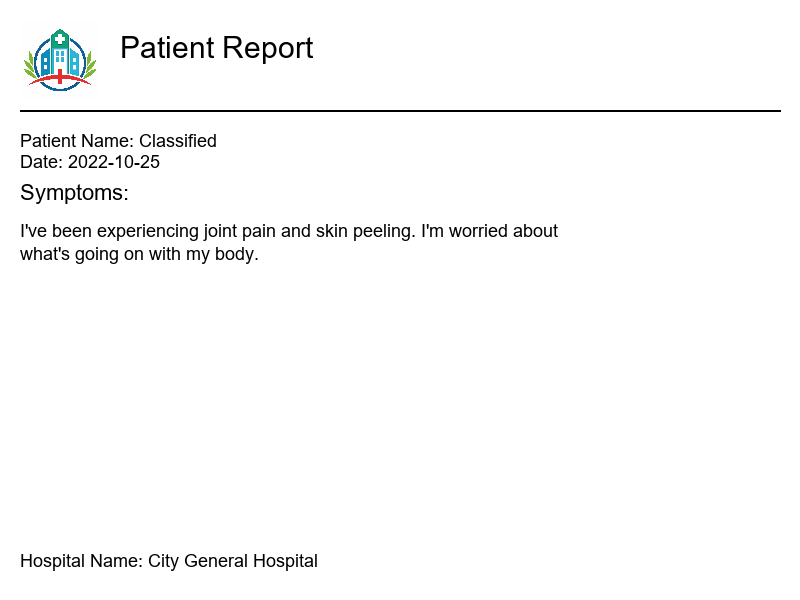 Patient Report
Patient Name: Classified
Date: 2022-10-25
Symptoms:
I've been experiencing joint pain and skin peeling. I'm worried about
what's going on with my body.
Hospital Name: City General Hospital